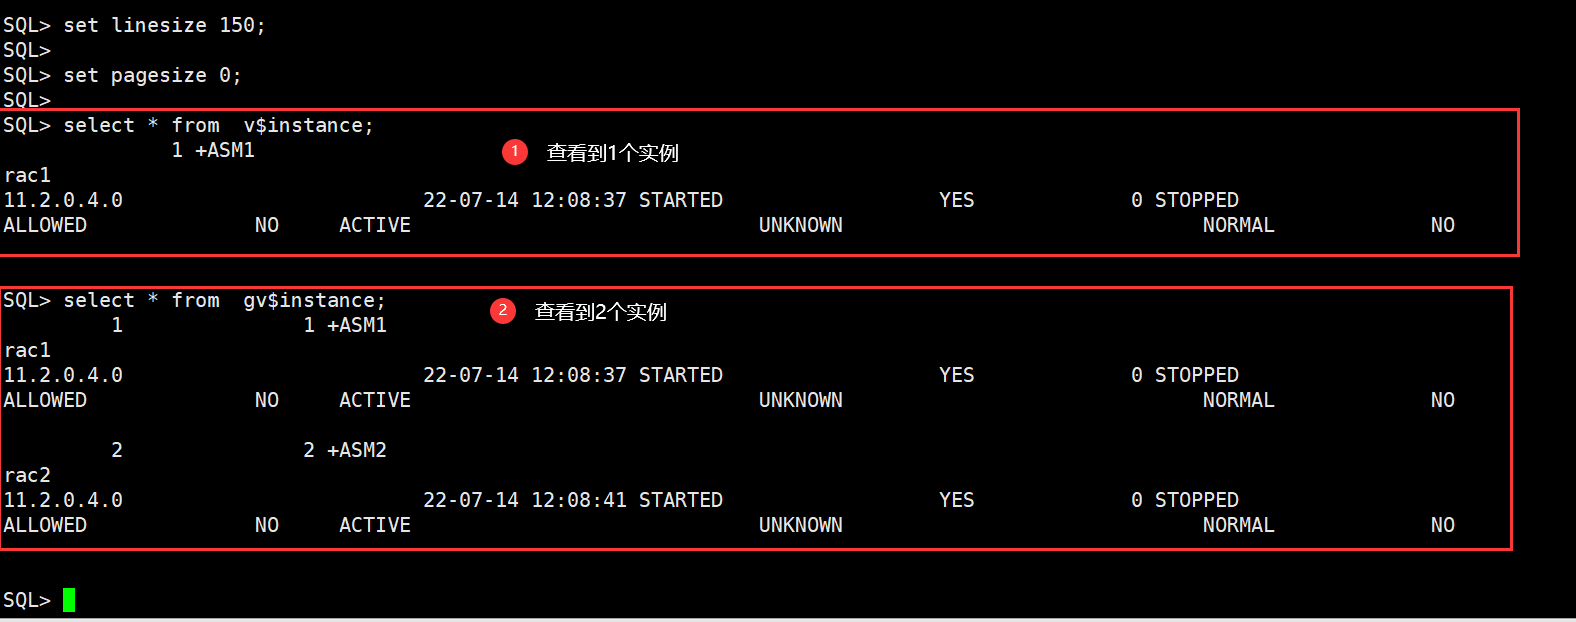 SQL> set linesize 150;
SQL>
SQL> set pagesize 0;
SQL>
SQL> select * from  v$instance;
1 +ASM1
1 查看到1个实例
rac1
11.2.0.4.0 22-07-14 12:08:37 STARTED YES 0 STOPPED
ALLOWED NO ACTIVE UNKNOWN NORMAL NO
SQL> select * from  gv$instance;
2 查看到2个实例
1 1 +ASM1
rac1
11.2.0.4.0 22-07-14 12:08:37 STARTED YES 0 STOPPED
ALLOWED NO ACTIVE UNKNOWN NORMAL NO
2 2 +ASM2
rac2
11.2.0.4.0 22-07-14 12:08:41 STARTED YES 0 STOPPED
ALLOWED NO ACTIVE UNKNOWN NORMAL NO
SQL>